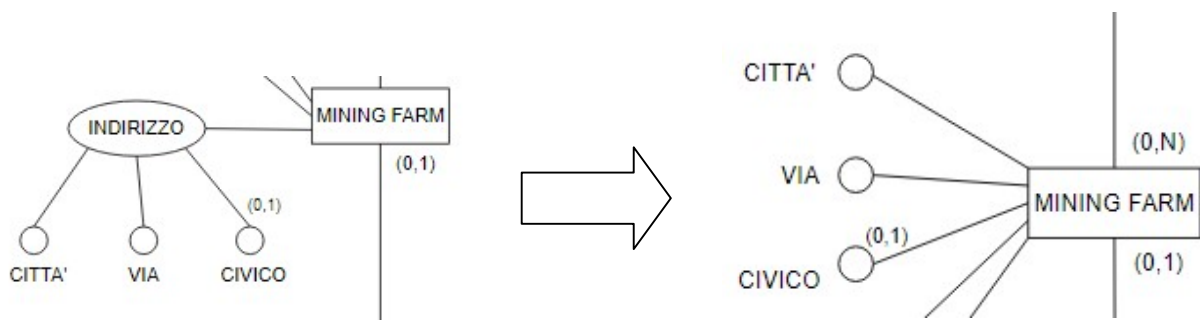 INDIRIZZO
MINING FARM
(0,1)
(0,1)
CITTA'
VIA
CIVICO
CITTA'
VIA
(0,1)
CIVICO
(0,N)
MINING FARM
(0,1)